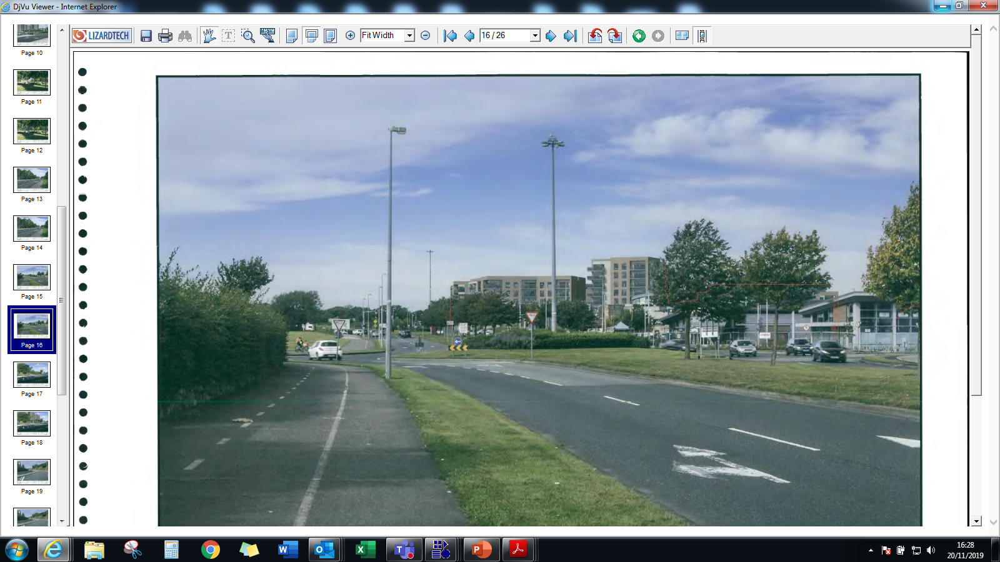 DjVu Viewer - Internet Explorer
LIZARDTECH
T
Fit Width
16 / 26
Page 10
Page 11
Page 12
Page 13
Page 14
Page 15
Page 16
Page 17
Page 18
Page 19
16:28
20/11/2019